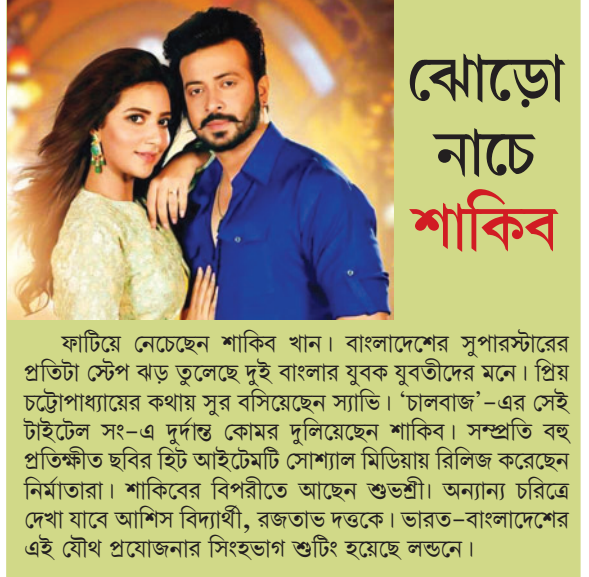 ঝোড়ো
নাচে
শাকিব
ফাটিয়ে নেচেছেন শাকিব খান। বাংলাদেশের সুপারস্টারের
প্রতিটা স্টেপ ঝড় তুলেছে দুই বাংলার যুবক যুবতীদের মনে। প্রিয়
চট্টোপাধ্যায়ের কথায় সুর বসিয়েছেন স্যাভি। ‘চালবাজ’-এর সেই
টাইটেল সং-এ দুর্দান্ত কোমর দুলিয়েছেন শাকিব। সম্প্রতি বহু
প্রতিক্ষীত ছবির হিট আইটেমটি সোশ্যাল মিডিয়ায় রিলিজ করেছেন
নির্মাতারা। শাকিবের বিপরীতে আছেন শুভশ্রী। অন্যান্য চরিত্রে
দেখা যাবে আশিস বিদ্যার্থী, রজতাভ দত্তকে। ভারত-বাংলাদেশের
এই যৌথ প্রযোজনার সিংহভাগ শুটিং হয়েছে লন্ডনে।